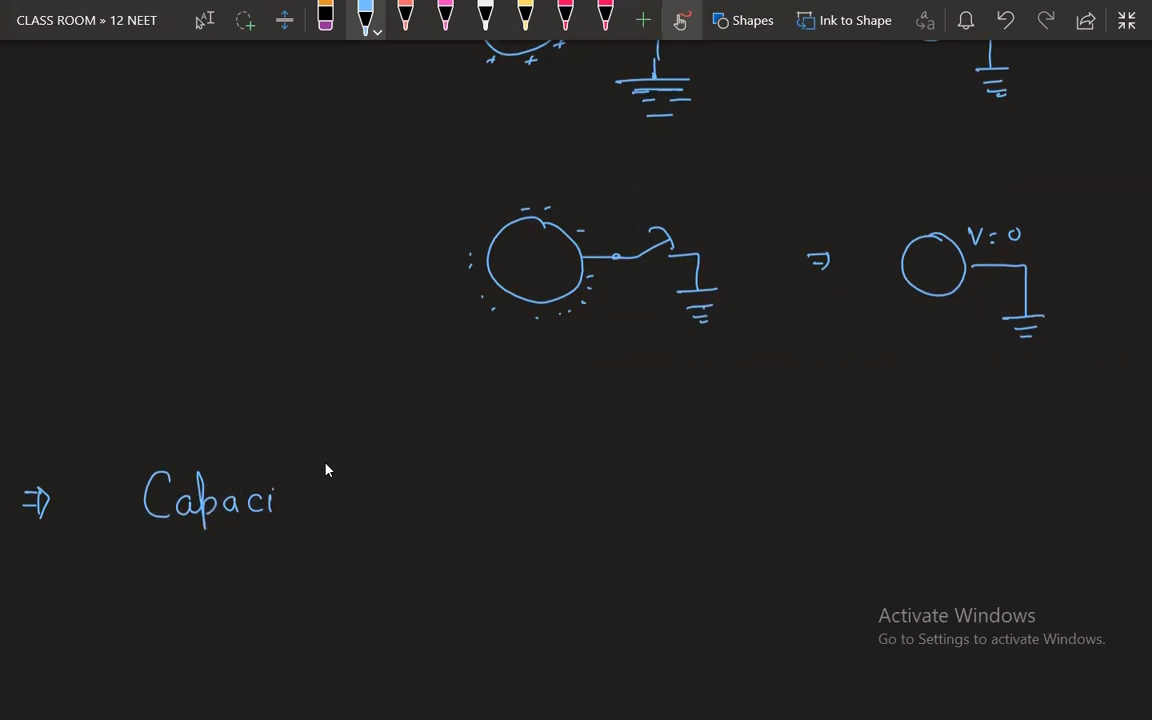 CLASS ROOM » 12 NEET
Shapes
Ink to Shape
V = 0
⇒ Capaci
Activate Windows
Go to Settings to activate Windows.